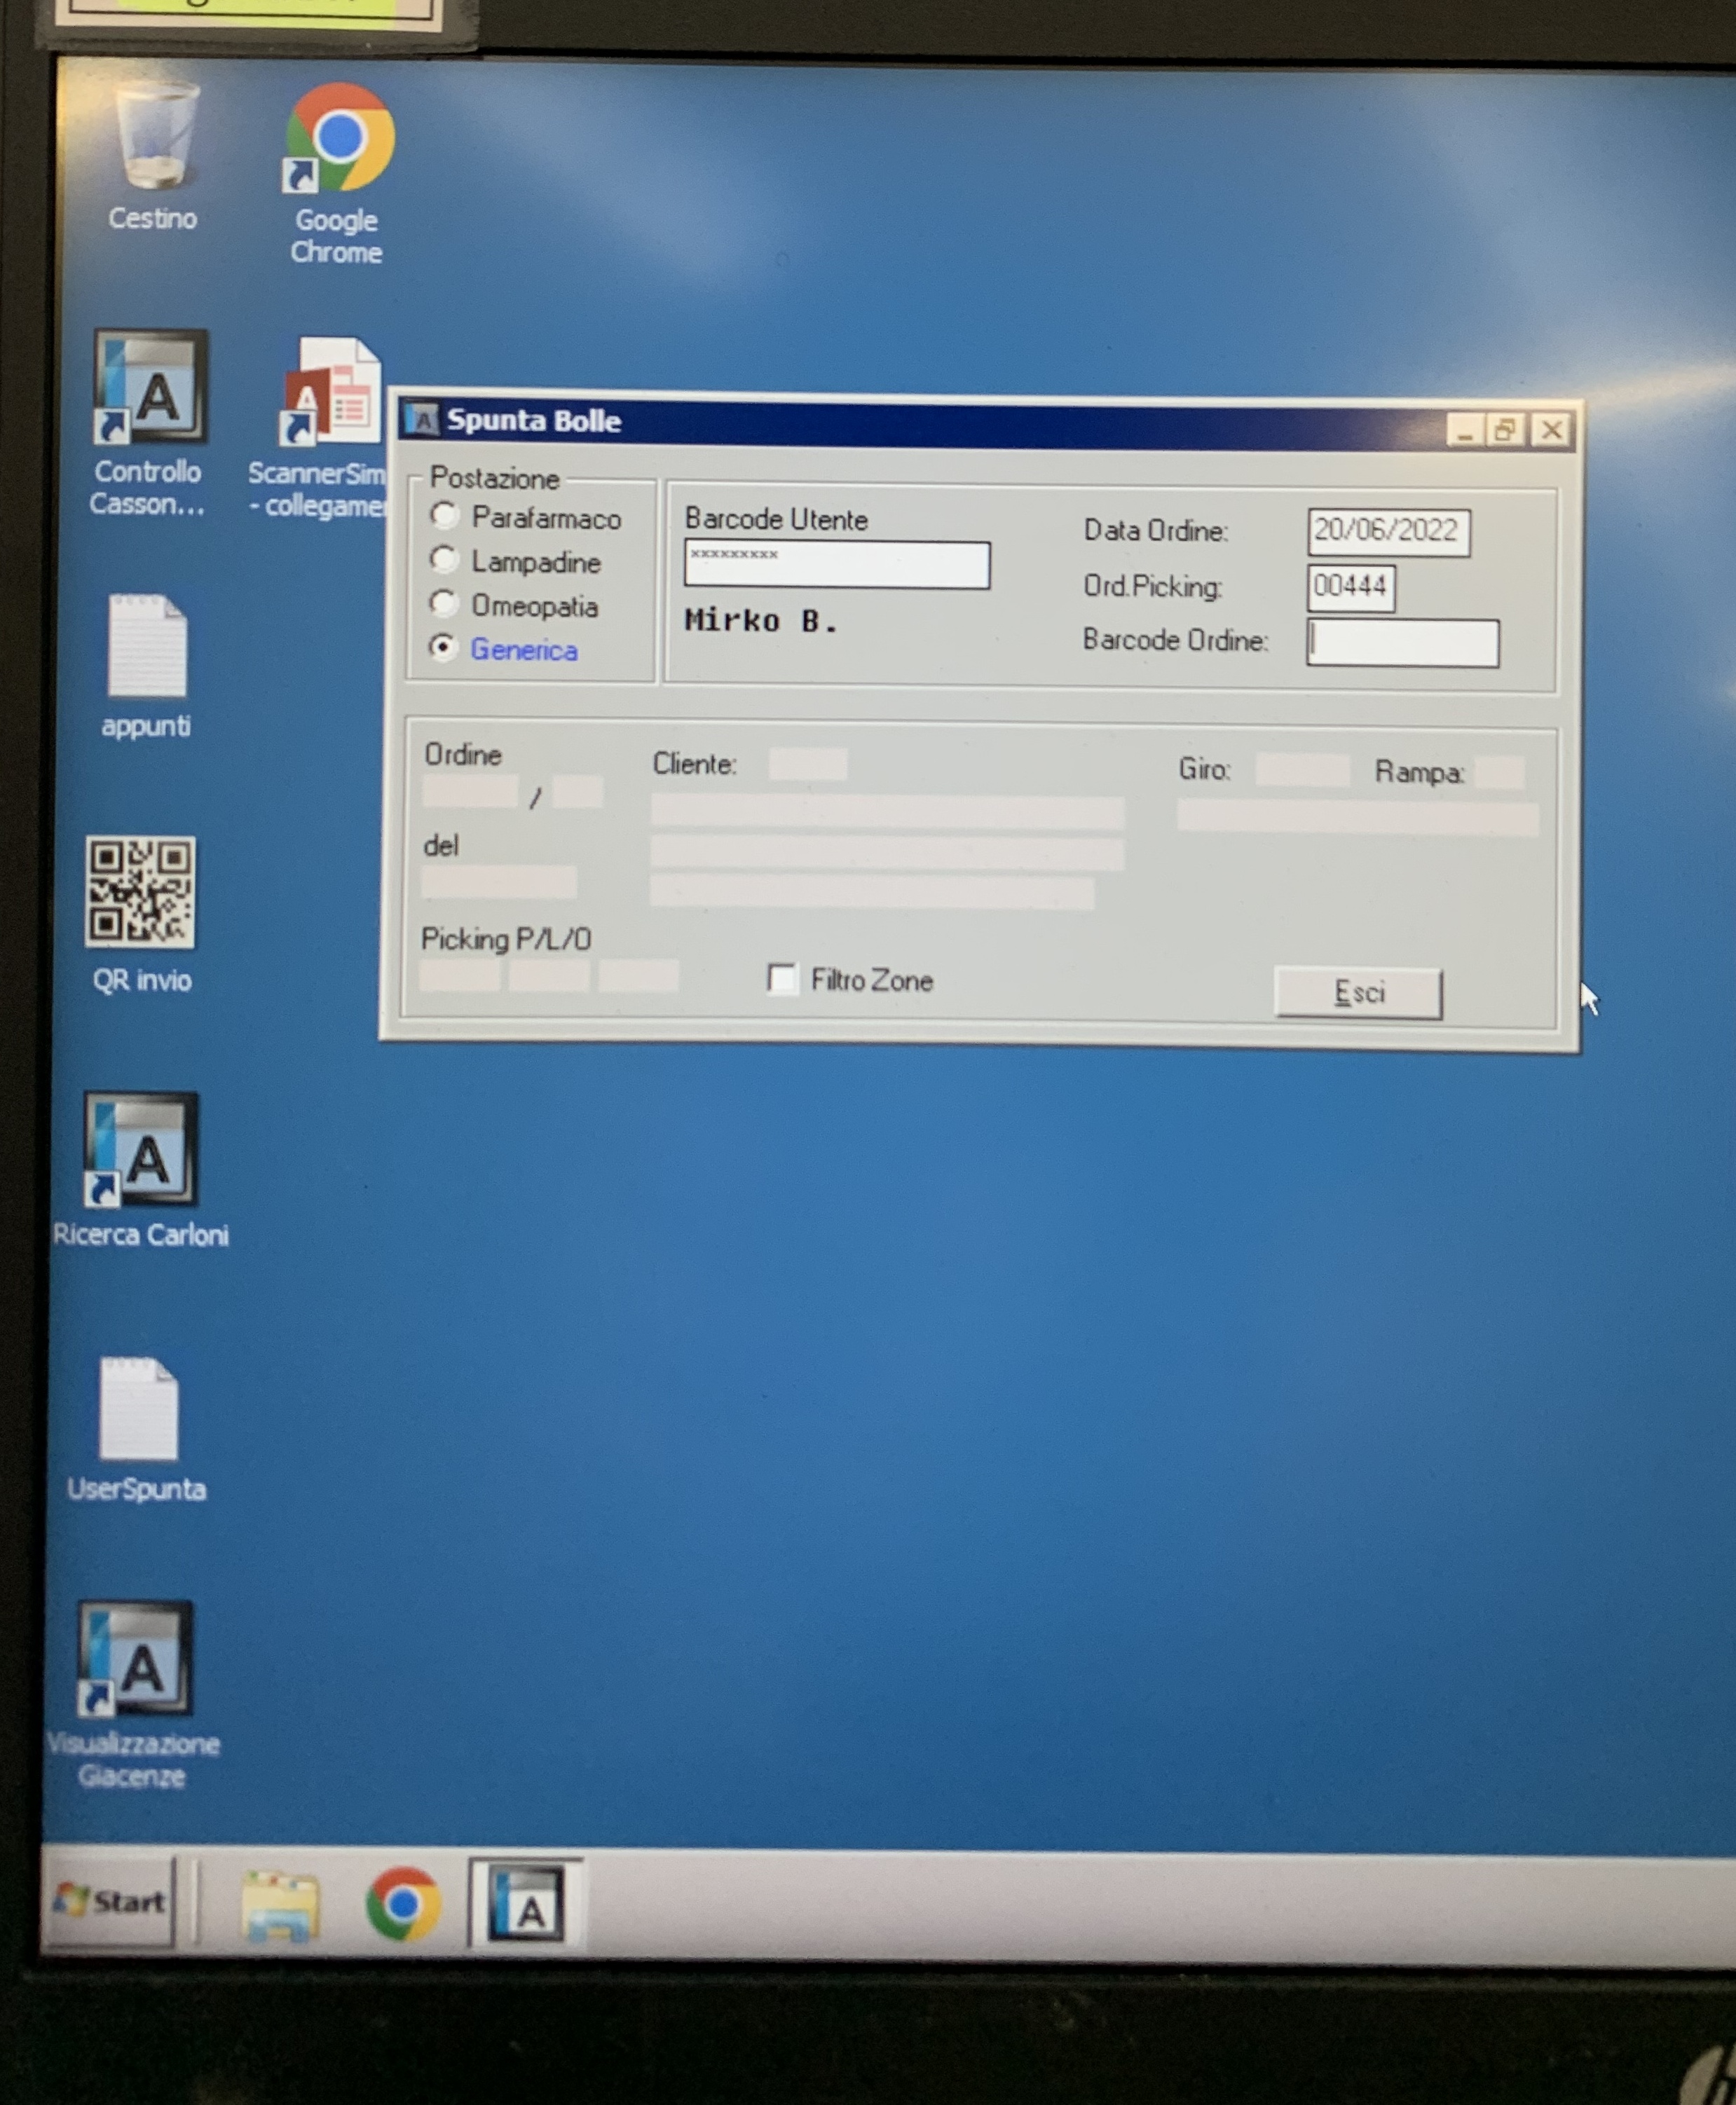 Cestino
Google
Chrome
Controllo
Casson...
ScannerSim
- collegame
appunti
QR invio
Ricerca Carloni
UserSpunta
Visualizzazione
Giacenze
Spunta Bolle
Postazione
Parafarmaco
Lampadine
Omeopatia
Generica
Barcode Utente
xxxxxxxxx
Mirko B.
Data Ordine: 20/06/2022
Ord.Picking: 00444
Barcode Ordine:
Ordine
/
del
Picking P/L/O
Cliente:
Giro: Rampa:
Filtro Zone
Esci
Start